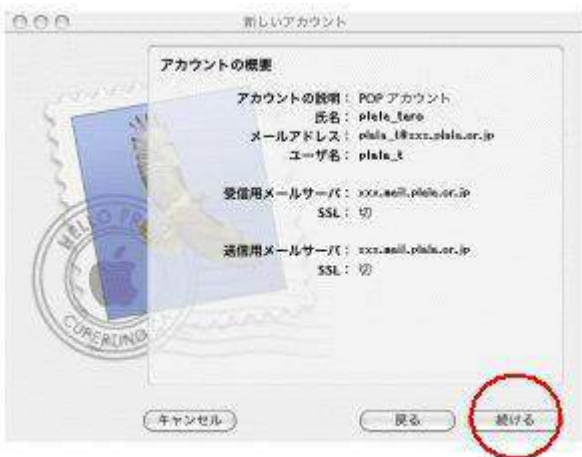 新しいアカウント
アカウントの概要
アカウントの説明： POP アカウント
氏名： plala_taro
メールアドレス： plala_t@xxx.plala.or.jp
ユーザ名： plala_t
受信用メールサーバ： xxx.mail.plala.or.jp
SSL： 切
送信用メールサーバ： xxx.mail.plala.or.jp
SSL： 切
HELLO FR
CUPERTINO
キャンセル
戻る
続ける